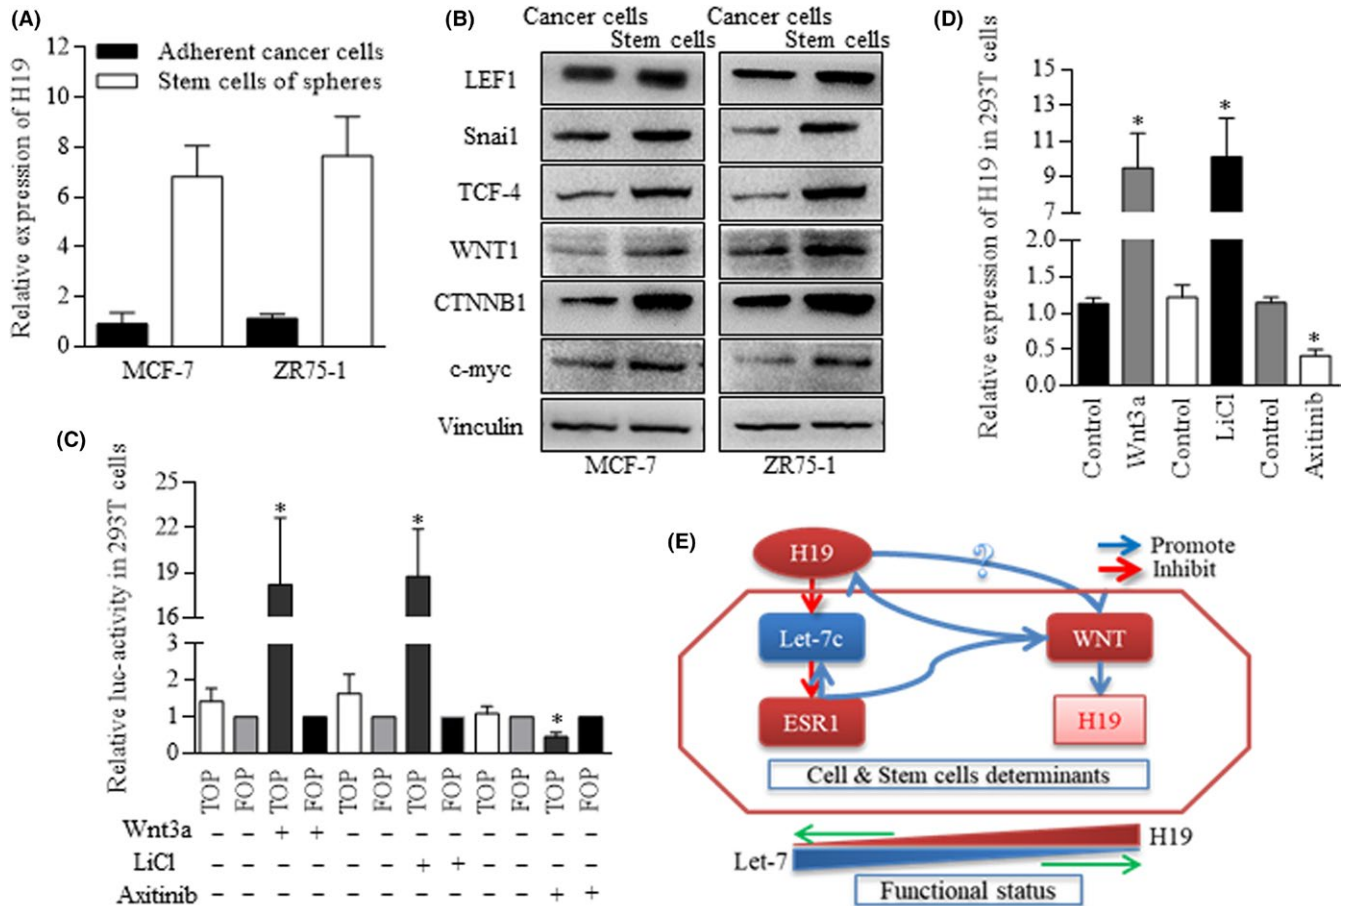 (A)
Relative expression of H19
12
10
8
6
4
2
0
Adherent cancer cells
Stem cells of spheres
MCF-7
ZR75-1
(B)
Cancer cells
Stem cells
Cancer cells
Stem cells
LEF1
Snai1
TCF-4
WNT1
CTNNB1
c-myc
Vinculin
MCF-7
ZR75-1
(C)
Relative luc-activity in 293T cells
25
22
19
16
3
2
1
0
* * *
TOP FOP TOP FOP TOP FOP TOP FOP TOP FOP TOP FOP
Wnt3a – – + + – – – – – – – –
LiCl – – – – – – + + – – – –
Axitinib – – – – – – – – – – + +
(D)
Relative expression of H19 in 293T cells
15
13
11
9
7
2.0
1.5
1.0
0.5
0.0
* * *
Control Wnt3a Control LiCl Control Axitinib
(E)
H19
?
Promote
Inhibit
Let-7c
WNT
ESR1
H19
Cell & Stem cells determinants
H19
Let-7
Functional status